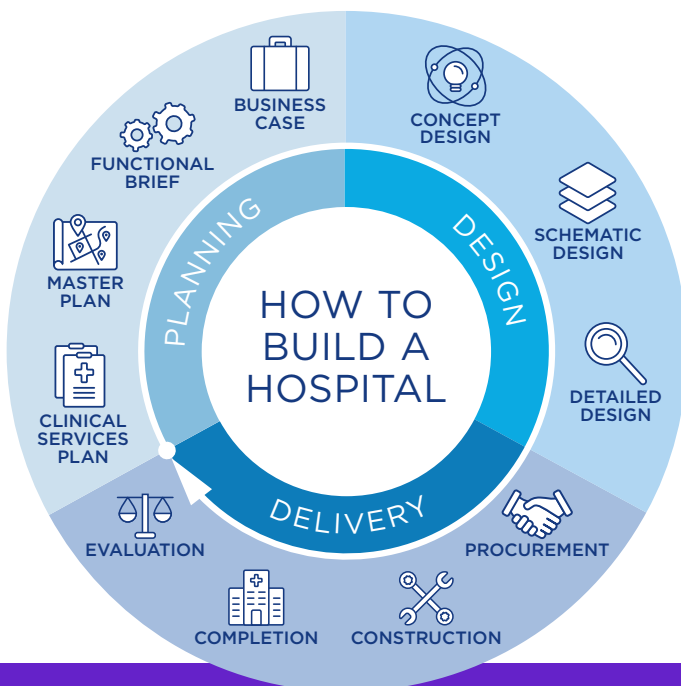 HOW TO
BUILD A
HOSPITAL
PLANNING
CLINICAL
SERVICES
PLAN
MASTER
PLAN
FUNCTIONAL
BRIEF
BUSINESS
CASE
DESIGN
CONCEPT
DESIGN
SCHEMATIC
DESIGN
DETAILED
DESIGN
DELIVERY
PROCUREMENT
CONSTRUCTION
COMPLETION
EVALUATION